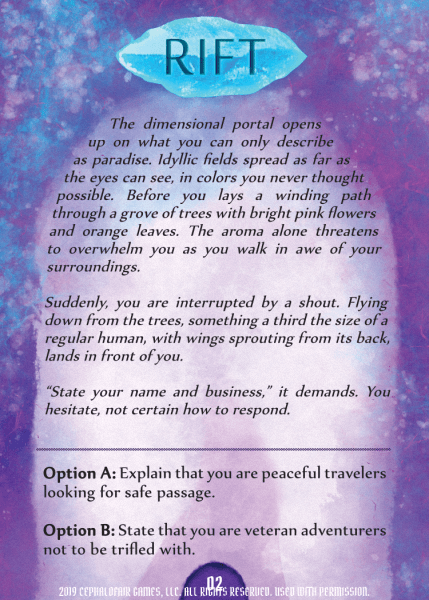 RIFT
The dimensional portal opens
up on what you can only describe
as paradise. Idyllic fields spread as far as
the eyes can see, in colors you never thought
possible. Before you lays a winding path
through a grove of trees with bright pink flowers
and orange leaves. The aroma alone threatens
to overwhelm you as you walk in awe of your
surroundings.
Suddenly, you are interrupted by a shout. Flying
down from the trees, something a third the size of a
regular human, with wings sprouting from its back,
lands in front of you.
“State your name and business,” it demands. You
hesitate, not certain how to respond.
Option A: Explain that you are peaceful travelers
looking for safe passage.
Option B: State that you are veteran adventurers
not to be trifled with.
02
2019 CEPHALOFAIR GAMES, LLC. ALL RIGHTS RESERVED. USED WITH PERMISSION.